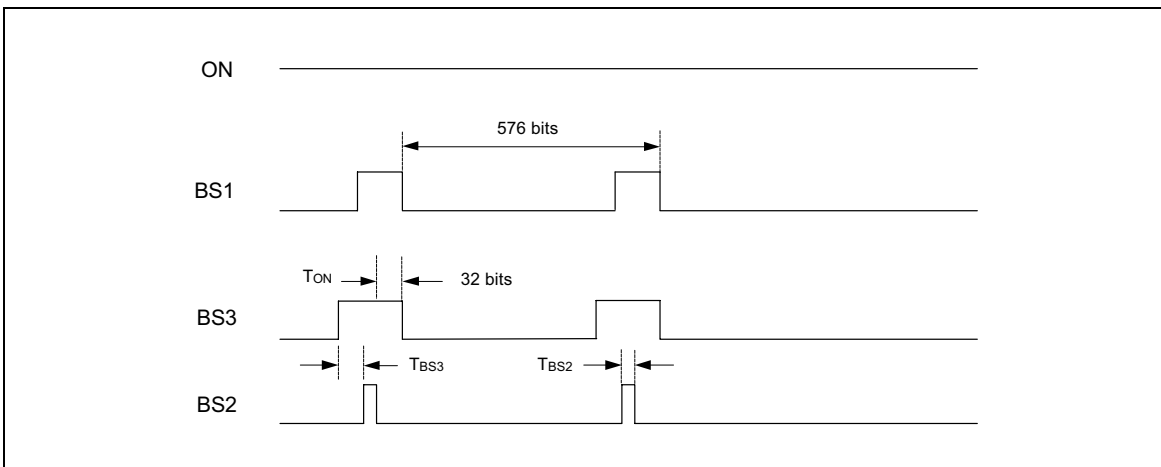 ON
576 bits
BS1
TON
32 bits
BS3
TBS3
TBS2
BS2